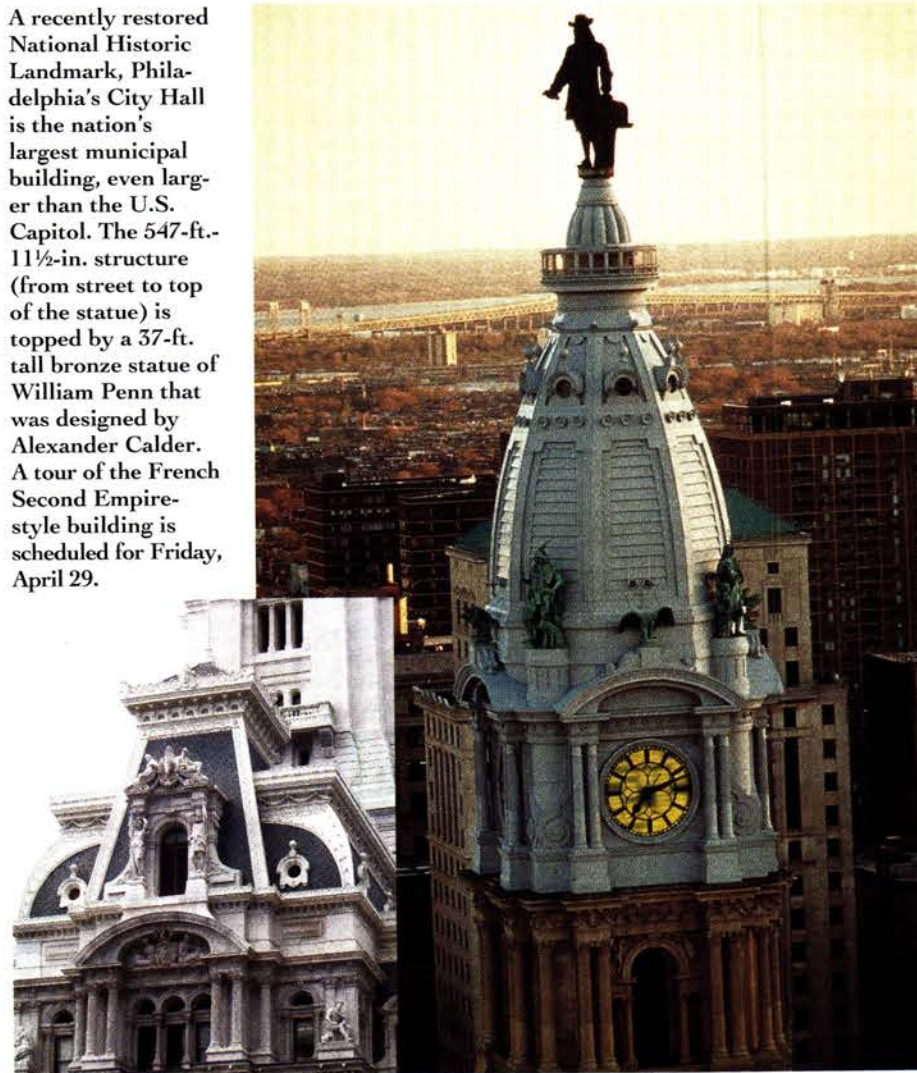 A recently restored
National Historic
Landmark, Phila-
delphia's City Hall
is the nation's
largest municipal
building, even larg-
er than the U.S.
Capitol. The 547-ft.-
11½-in. structure
(from street to top
of the statue) is
topped by a 37-ft.
tall bronze statue of
William Penn that
was designed by
Alexander Calder.
A tour of the French
Second Empire-
style building is
scheduled for Friday,
April 29.